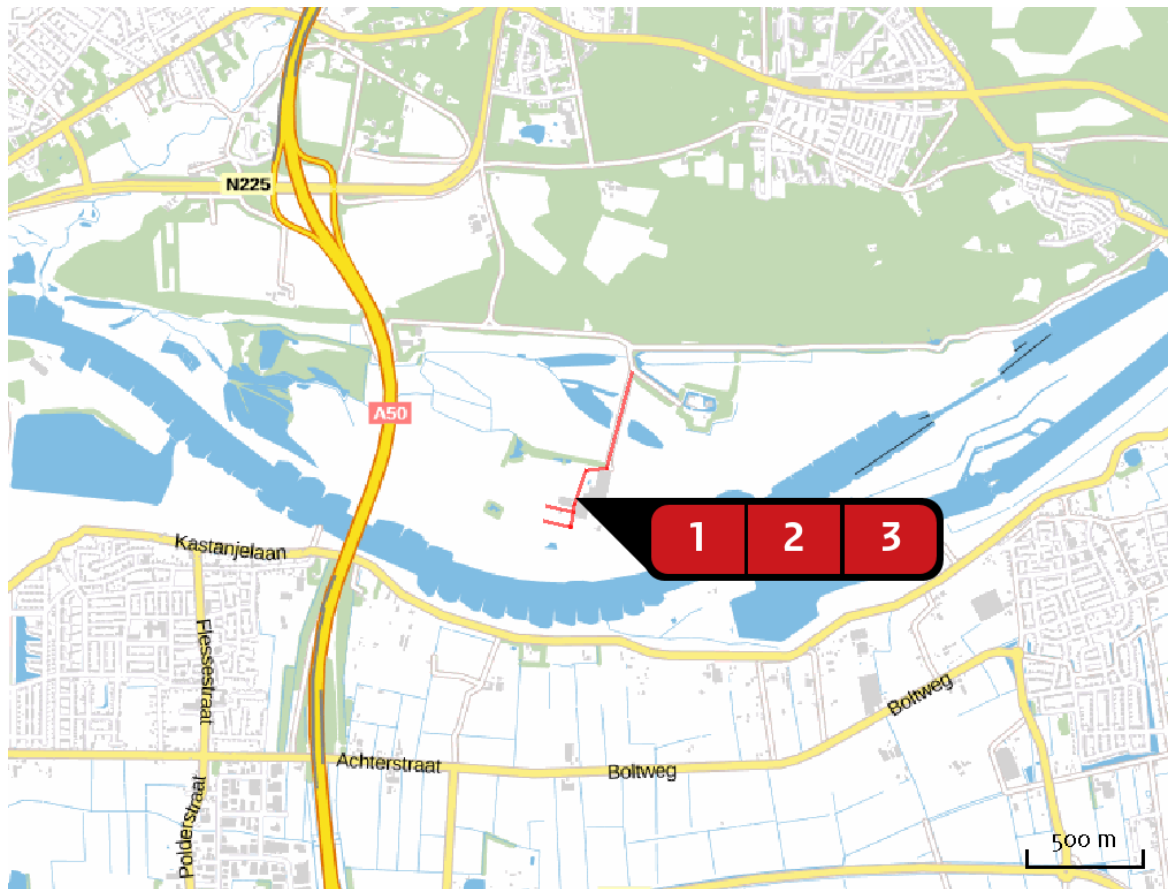 N225
A50
1 2 3
Kastanjelaan
Flessestraat
Boltweg
Achterstraat
Boltweg
Polderstraat
500 m